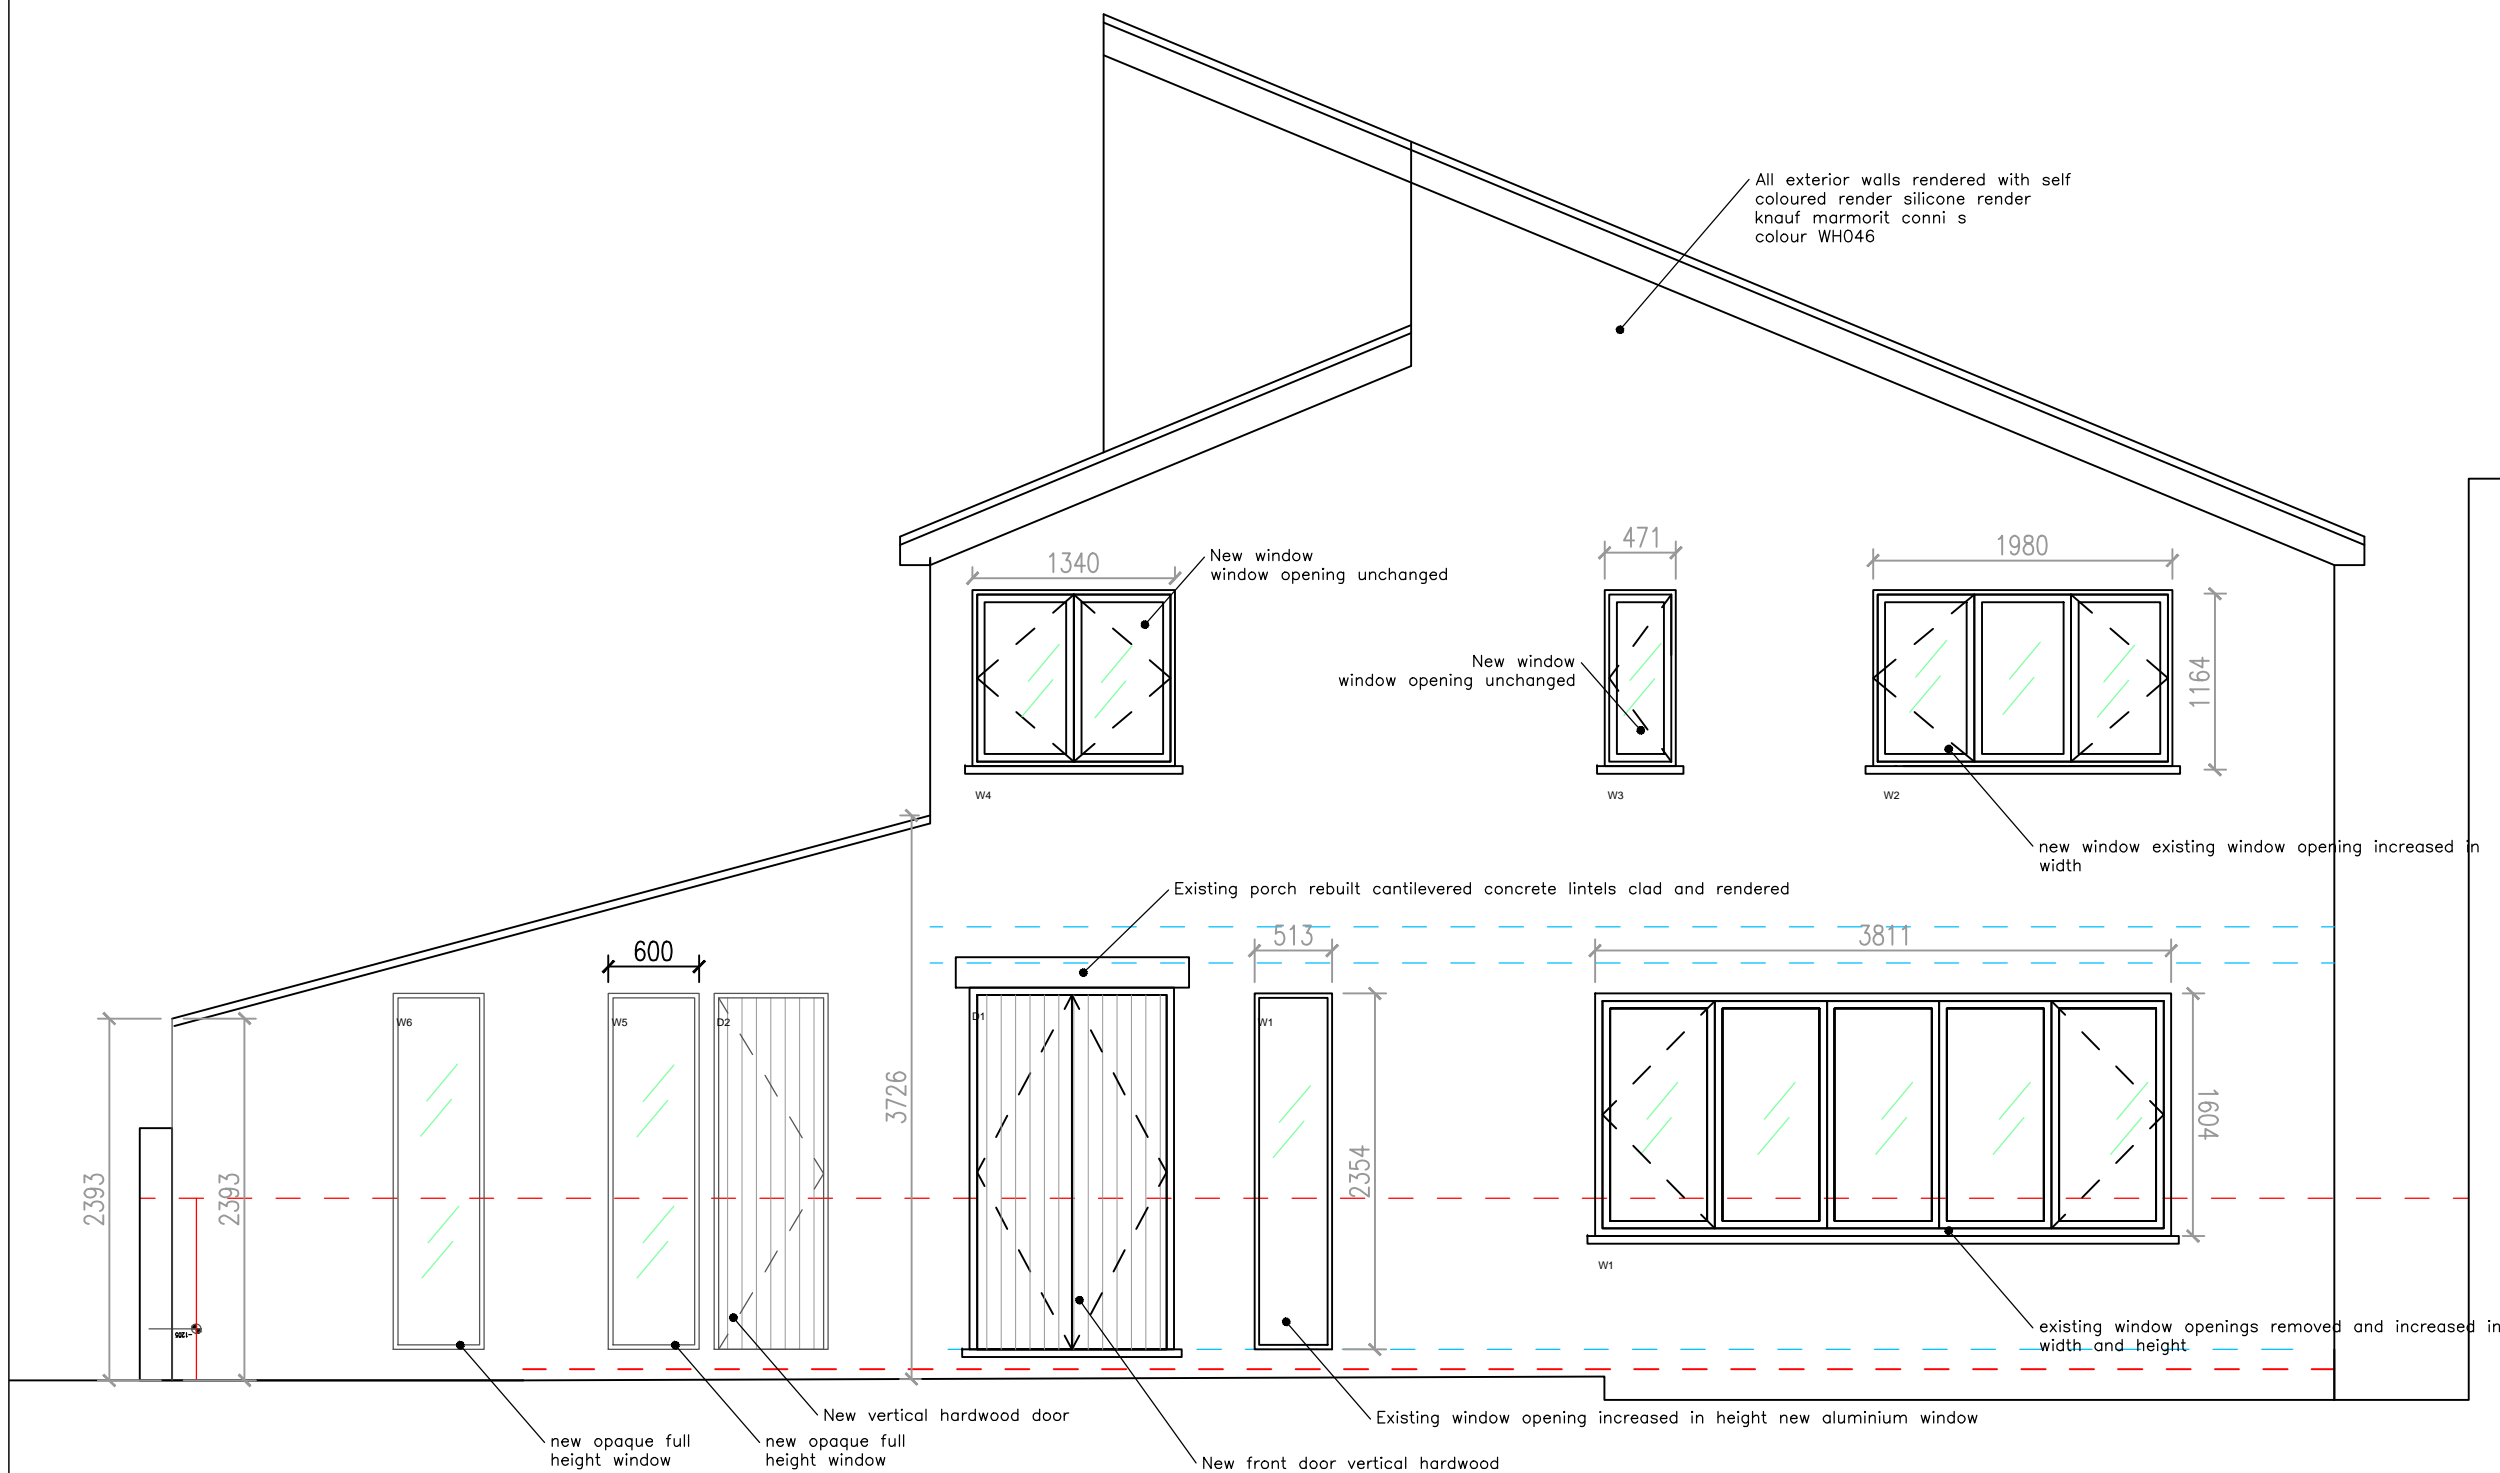 All exterior walls rendered with self
coloured render silicone render
knauf marmorit conni s
colour WH046
471
1980
1340
New window
window opening unchanged
New window
window opening unchanged
1164
W4
W3
W2
new window existing window opening increased in
width
Existing porch rebuilt cantilevered concrete lintels clad and rendered
600
513
3811
W6
W5
D2
D1
W1
3726
1604
2393
2393
2354
W1
-1205
existing window openings removed and increased in
width and height
New vertical hardwood door
Existing window opening increased in height new aluminium window
new opaque full
height window
new opaque full
height window
New front door vertical hardwood